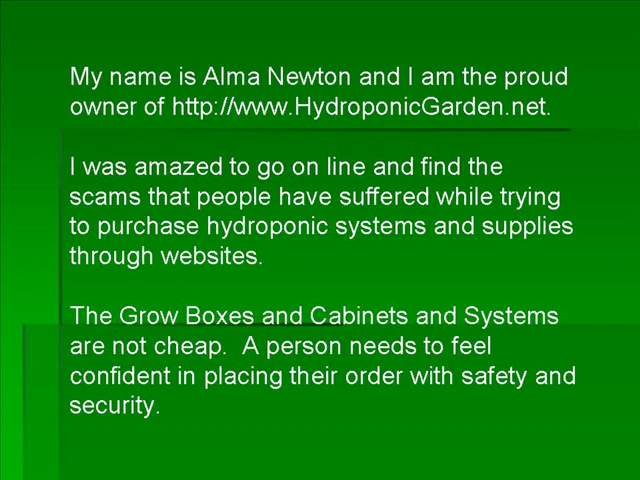 My name is Alma Newton and I am the proud
owner of http://www.HydroponicGarden.net.
I was amazed to go on line and find the
scams that people have suffered while trying
to purchase hydroponic systems and supplies
through websites.
The Grow Boxes and Cabinets and Systems
are not cheap.  A person needs to feel
confident in placing their order with safety and
security.